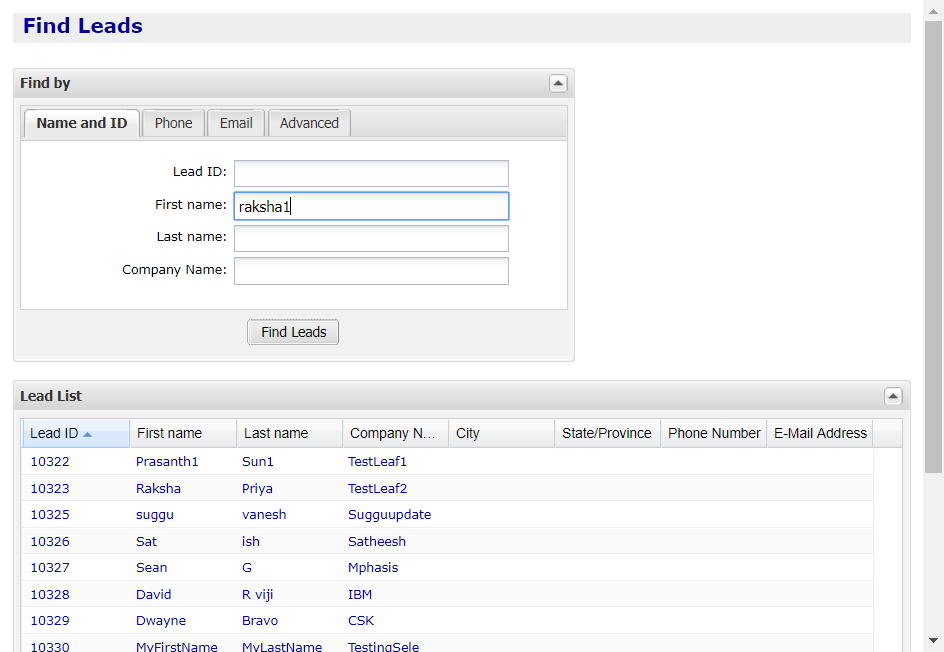 Find Leads
Find by
Name and ID Phone Email Advanced
Lead ID:
First name: raksha1
Last name:
Company Name:
Find Leads
Lead List
Lead ID First name Last name Company N... City State/Province Phone Number E-Mail Address
10322 Prasanth1 Sun1 TestLeaf1
10323 Raksha Priya TestLeaf2
10325 suggu vanesh Sugguupdate
10326 Sat ish Satheesh
10327 Sean G Mphasis
10328 David R viji IBM
10329 Dwayne Bravo CSK
10330 MyFirstName MyLastName TestingSele